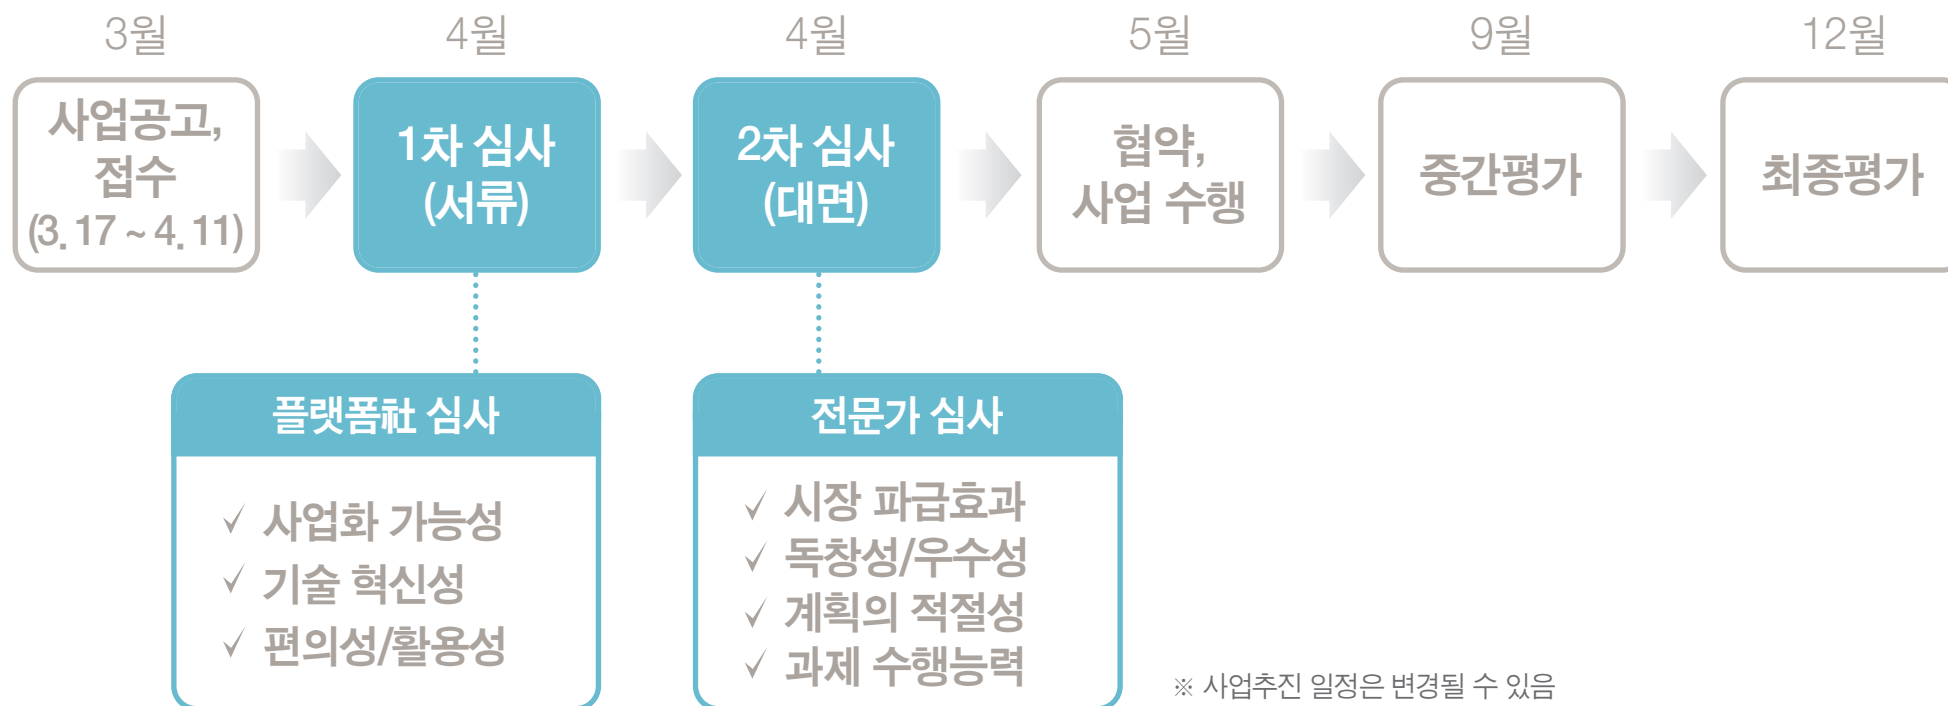 3월
사업공고,
접수
(3. 17 ~ 4. 11)
4월
1차 심사
(서류)
4월
2차 심사
(대면)
5월
협약,
사업 수행
9월
중간평가
12월
최종평가
플랫폼社 심사
✓ 사업화 가능성
✓ 기술 혁신성
✓ 편의성/활용성
전문가 심사
✓ 시장 파급효과
✓ 독창성/우수성
✓ 계획의 적절성
✓ 과제 수행능력
※ 사업추진 일정은 변경될 수 있음